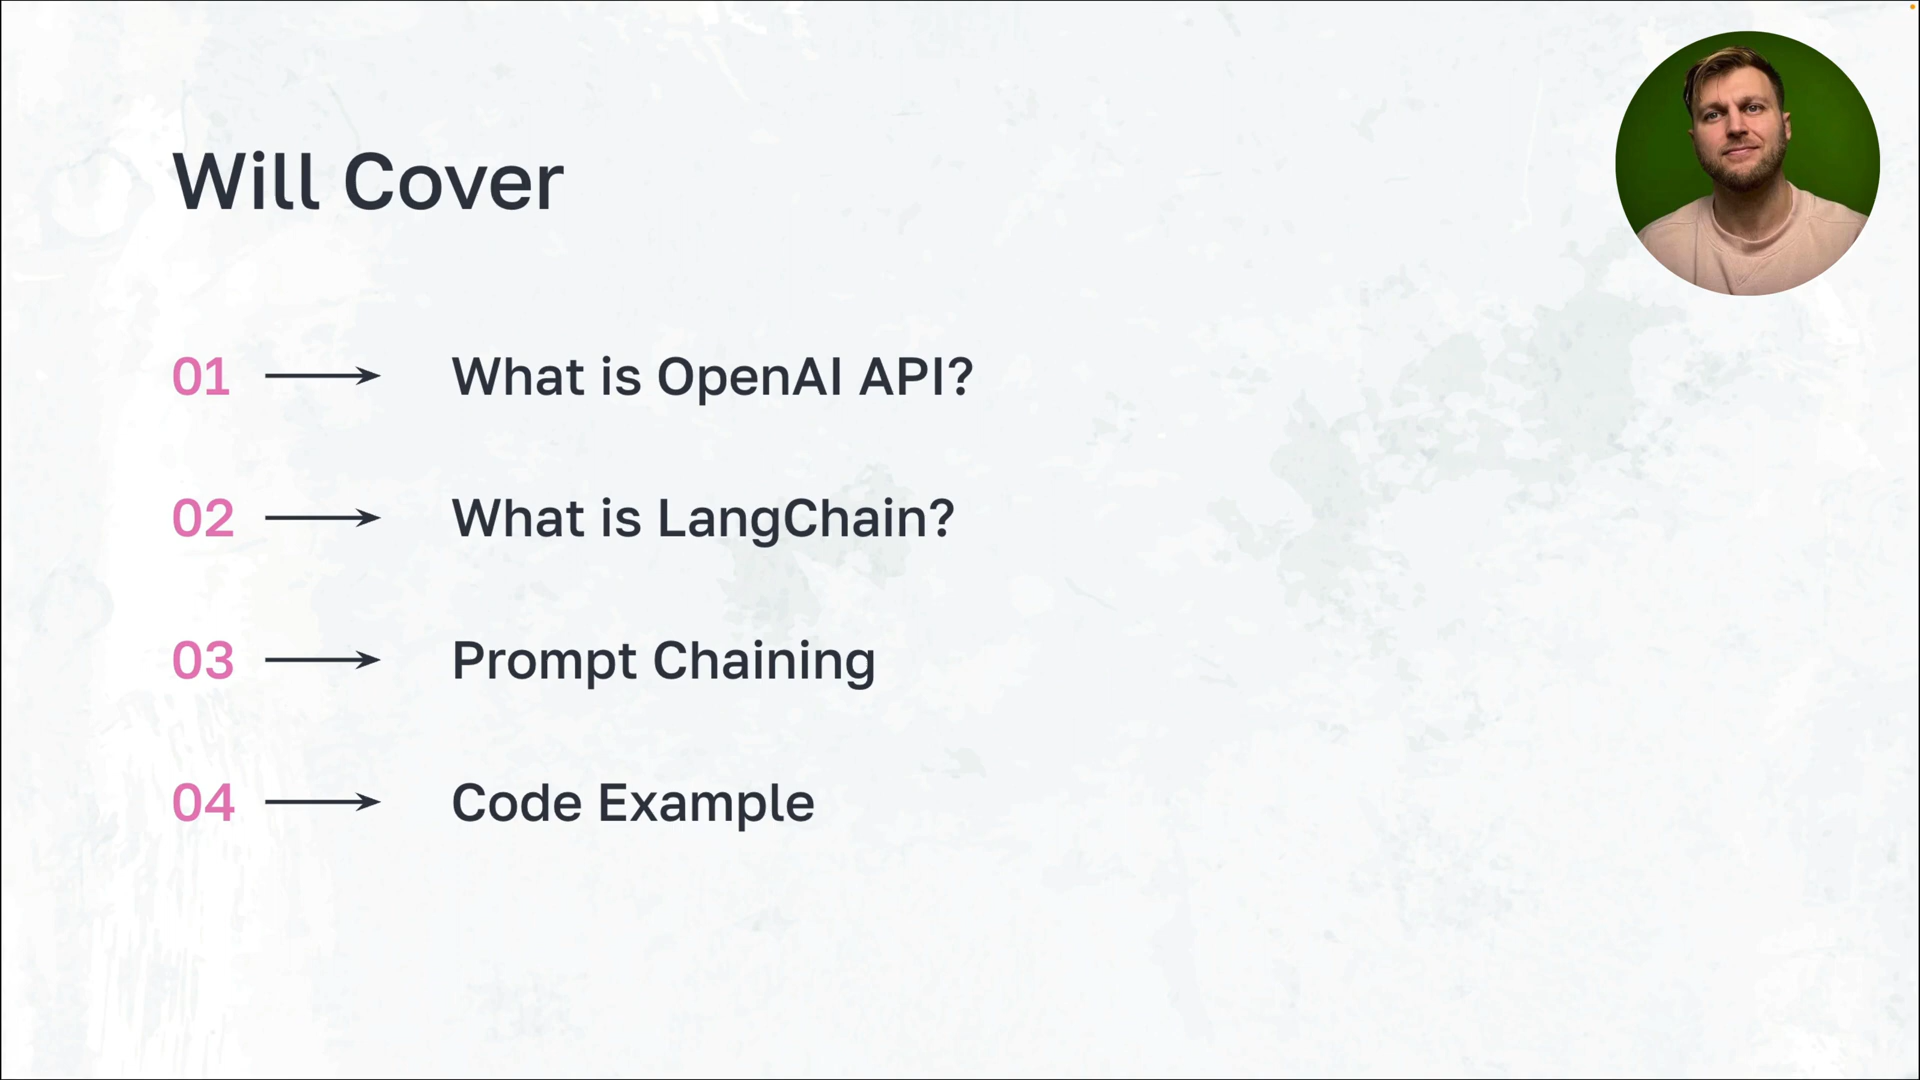 Will Cover
01 What is OpenAI API?
02 What is LangChain?
03 Prompt Chaining
04 Code Example